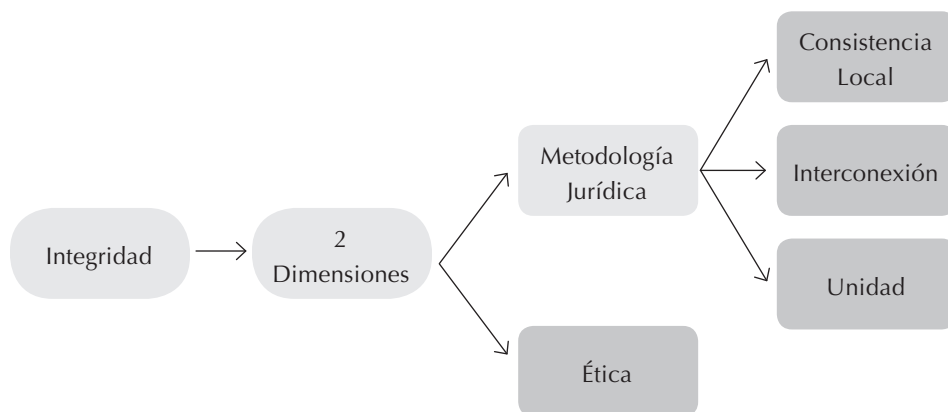 Integridad
2
Dimensiones
Metodología
Jurídica
Ética
Consistencia
Local
Interconexión
Unidad